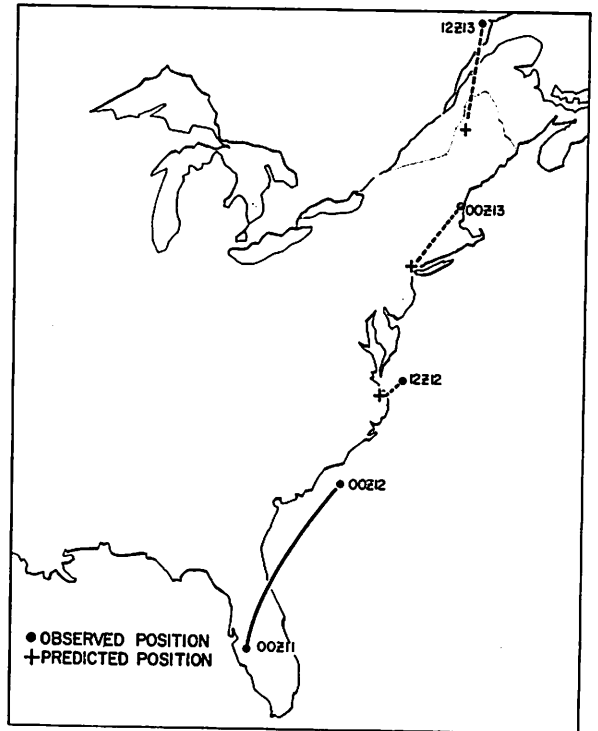 12Z13
00Z13
12Z12
00Z12
00Z11
● OBSERVED POSITION
+ PREDICTED POSITION